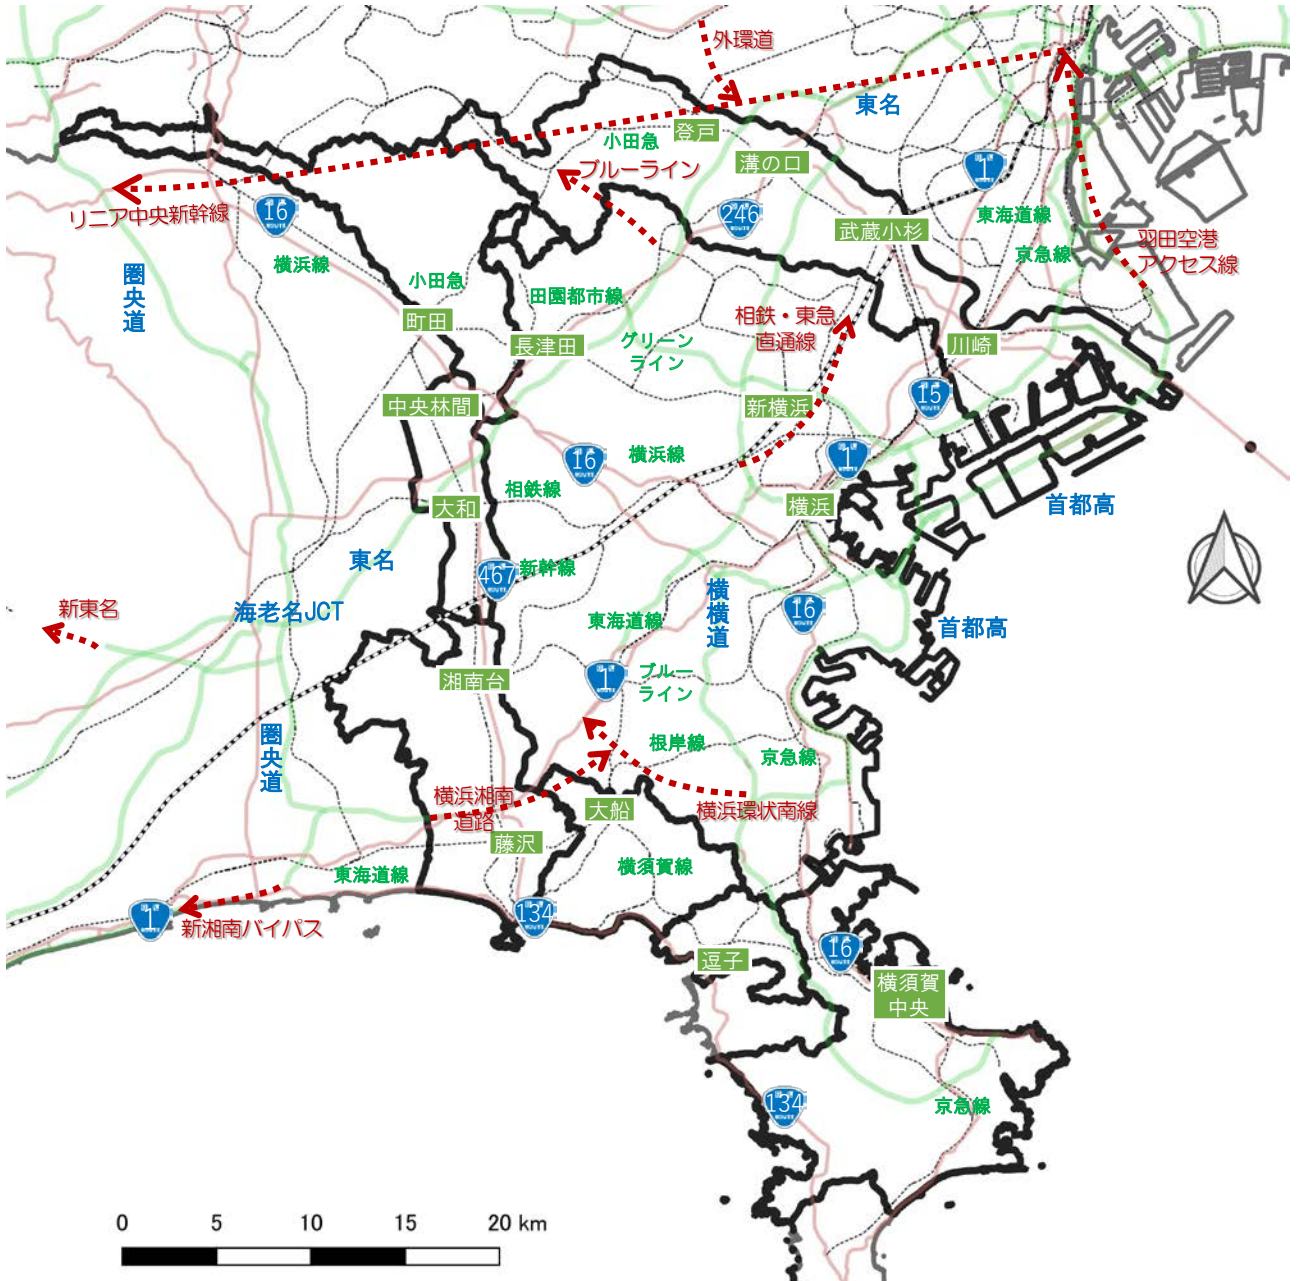 外環道
東名
登戸
小田急
溝の口
ブルーライン
1
リニア中央新幹線
16
246
東海道線
武蔵小杉
京急線
羽田空港
アクセス線
横浜線
圏央道
小田急
田園都市線
町田
長津田
グリーン
ライン
相鉄・東急
直通線
川崎
中央林間
新横浜
15
横浜線
16
1
相鉄線
大和
横浜
首都高
東名
467
新幹線
横横道
新東名
海老名JCT
東海道線
16
首都高
湘南台
1
ブルー
ライン
圏央道
根岸線
京急線
横浜湘南
道路
大船
横浜環状南線
藤沢
東海道線
横須賀線
1
新湘南バイパス
134
逗子
16
横須賀
中央
134
京急線
0 5 10 15 20 km